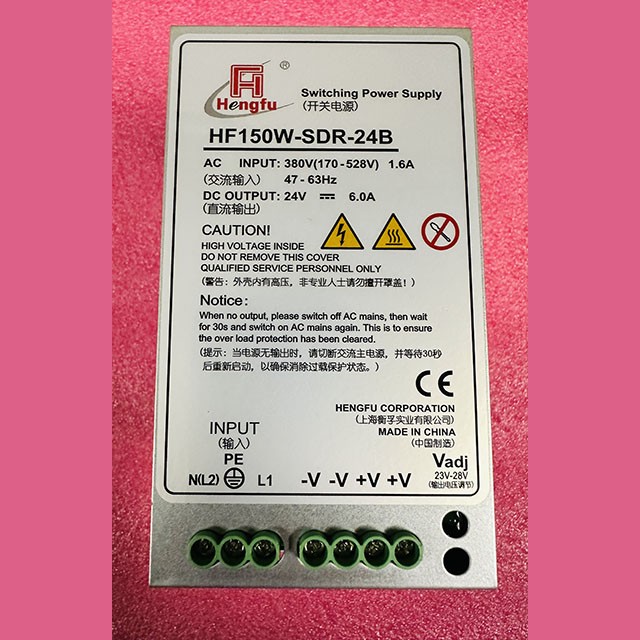 FH
®
Hengfu
Switching Power Supply
(开关电源)
HF150W-SDR-24B
AC INPUT: 380V(170-528V) 1.6A
(交流输入) 47-63Hz
DC OUTPUT: 24V ⎓ 6.0A
(直流输出)
CAUTION!
HIGH VOLTAGE INSIDE
DO NOT REMOVE THIS COVER
QUALIFIED SERVICE PERSONNEL ONLY
(警告：外壳内有高压，非专业人士请勿擅开罩盖！)
Notice:
When no output, please switch off AC mains, then wait
for 30s and switch on AC mains again. This is to ensure
the over load protection has been cleared.
(提示：当电源无输出时，请切断交流主电源，并等待30秒
后重新启动，以确保消除过载保护状态。)
CE
HENGFU CORPORATION
(上海衡孚实业有限公司)
MADE IN CHINA
(中国制造)
INPUT
(输入)
PE
N(L2) L1 -V -V +V +V
Vadj
23V-28V
(输出电压调节)